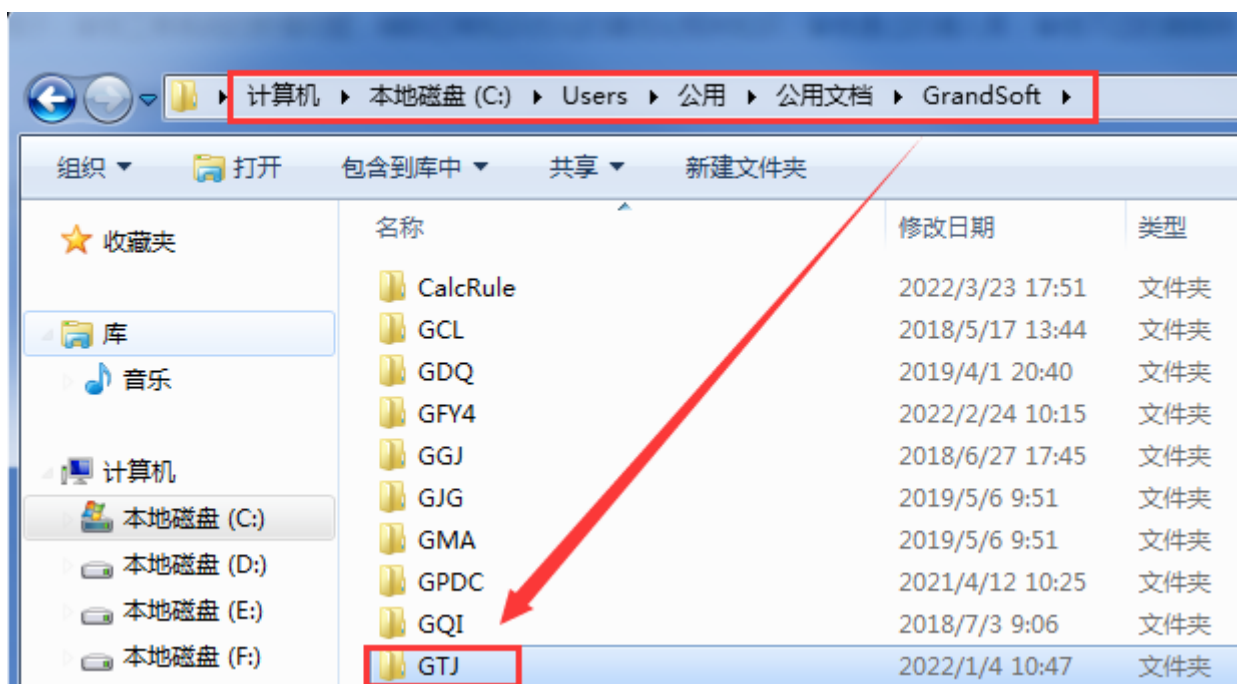 计算机 本地磁盘 (C:) Users 公用 公用文档 GrandSoft
组织 打开 包含到库中 共享 新建文件夹
名称 修改日期 类型
收藏夹
库
音乐
计算机
本地磁盘 (C:)
本地磁盘 (D:)
本地磁盘 (E:)
本地磁盘 (F:)
CalcRule 2022/3/23 17:51 文件夹
GCL 2018/5/17 13:44 文件夹
GDQ 2019/4/1 20:40 文件夹
GFY4 2022/2/24 10:15 文件夹
GGJ 2018/6/27 17:45 文件夹
GJG 2019/5/6 9:51 文件夹
GMA 2019/5/6 9:51 文件夹
GPDC 2021/4/12 10:25 文件夹
GQI 2018/7/3 9:06 文件夹
GTJ 2022/1/4 10:47 文件夹